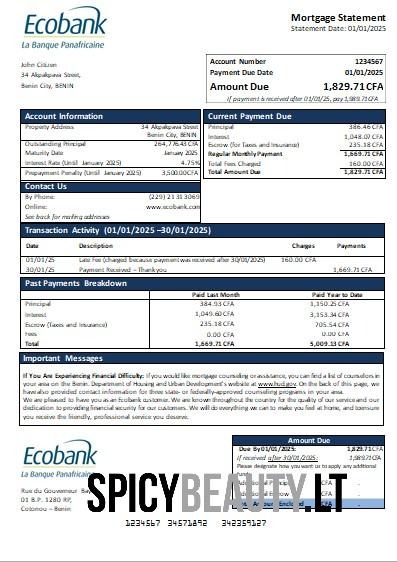 Ecobank
La Banque Panafricaine
Mortgage Statement
Statement Date: 01/01/2025
John Citizen
34 Akpakpava Street,
Benin City, BENIN
Account Number 1234567
Payment Due Date 01/01/2025
Amount Due 1,829.71 CFA
If payment is received after 01/01/25, pay 1,989.71 CFA
Account Information
Property Address 34 Akpakpava Street
Benin City, BENIN
Outstanding Principal 264,776.43 CFA
Maturity Date January 2025
Interest Rate (Until January 2025) 4.75%
Prepayment Penalty (Until January 2025) 3,500.00 CFA
Contact Us
By Phone: (229) 21 31 3069
Online: www.ecobank.com
See back for mailing addresses
Current Payment Due
Principal 386.46 CFA
Interest 1,048.07 CFA
Escrow (for Taxes and Insurance) 235.18 CFA
Regular Monthly Payment 1,669.71 CFA
Total Fees Charged 160.00 CFA
Total Amount Due 1,829.71 CFA
Transaction Activity (01/01/2025 –30/01/2025)
Date Description Charges Payments
01/01/25 Late Fee (charged because payment was received after 30/01/2025) 160.00 CFA
30/01/25 Payment Received – Thank you 1,669.71 CFA
Past Payments Breakdown
Paid Last Month Paid Year to Date
Principal 384.93 CFA 1,150.25 CFA
Interest 1,049.60 CFA 3,153.34 CFA
Escrow (Taxes and Insurance) 235.18 CFA 705.54 CFA
Fees 0.00 CFA 0.00 CFA
Total 1,669.71 CFA 5,009.13 CFA
Important Messages
If You Are Experiencing Financial Difficulty: if you would like mortgage counseling or assistance, you can find a list of counselors in
your area on the Benin. Department of Housing and Urban Development's website at www.hud.gov. On the back of this page, we
have also provided contact information for three state- or federally-approved counseling programs in your area.
We are pleased to have you as an Ecobank customer. We are known throughout the country for the quality of our service and our
dedication to providing financial security for our customers. We will do everything we can to make you feel at home, and to ensure
you receive the friendly, professional service you deserve.
Ecobank
La Banque Panafricaine
Rue du Gouverneur
01 B.P. 1280 RP,
Cotonou – Benin
Amount Due
Due By 01/01/2025: 1,829.71 CFA
If received after 30/01/2025: 1,989.71 CFA
Please designate how you want us to apply any additional
CFA
Additional Escrow CFA
CFA
SPICYBEAUTY.LT
1234567 34571892 342359127